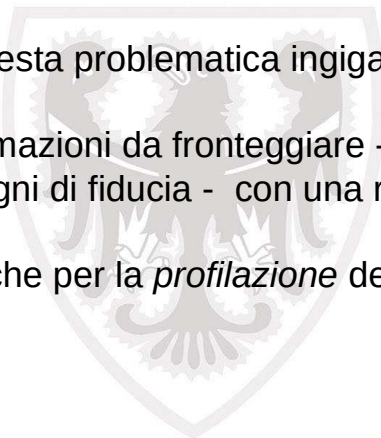 esta problematica ingiga
mazioni da fronteggiare -
gni di fiducia -  con una r
che per la profilazione de